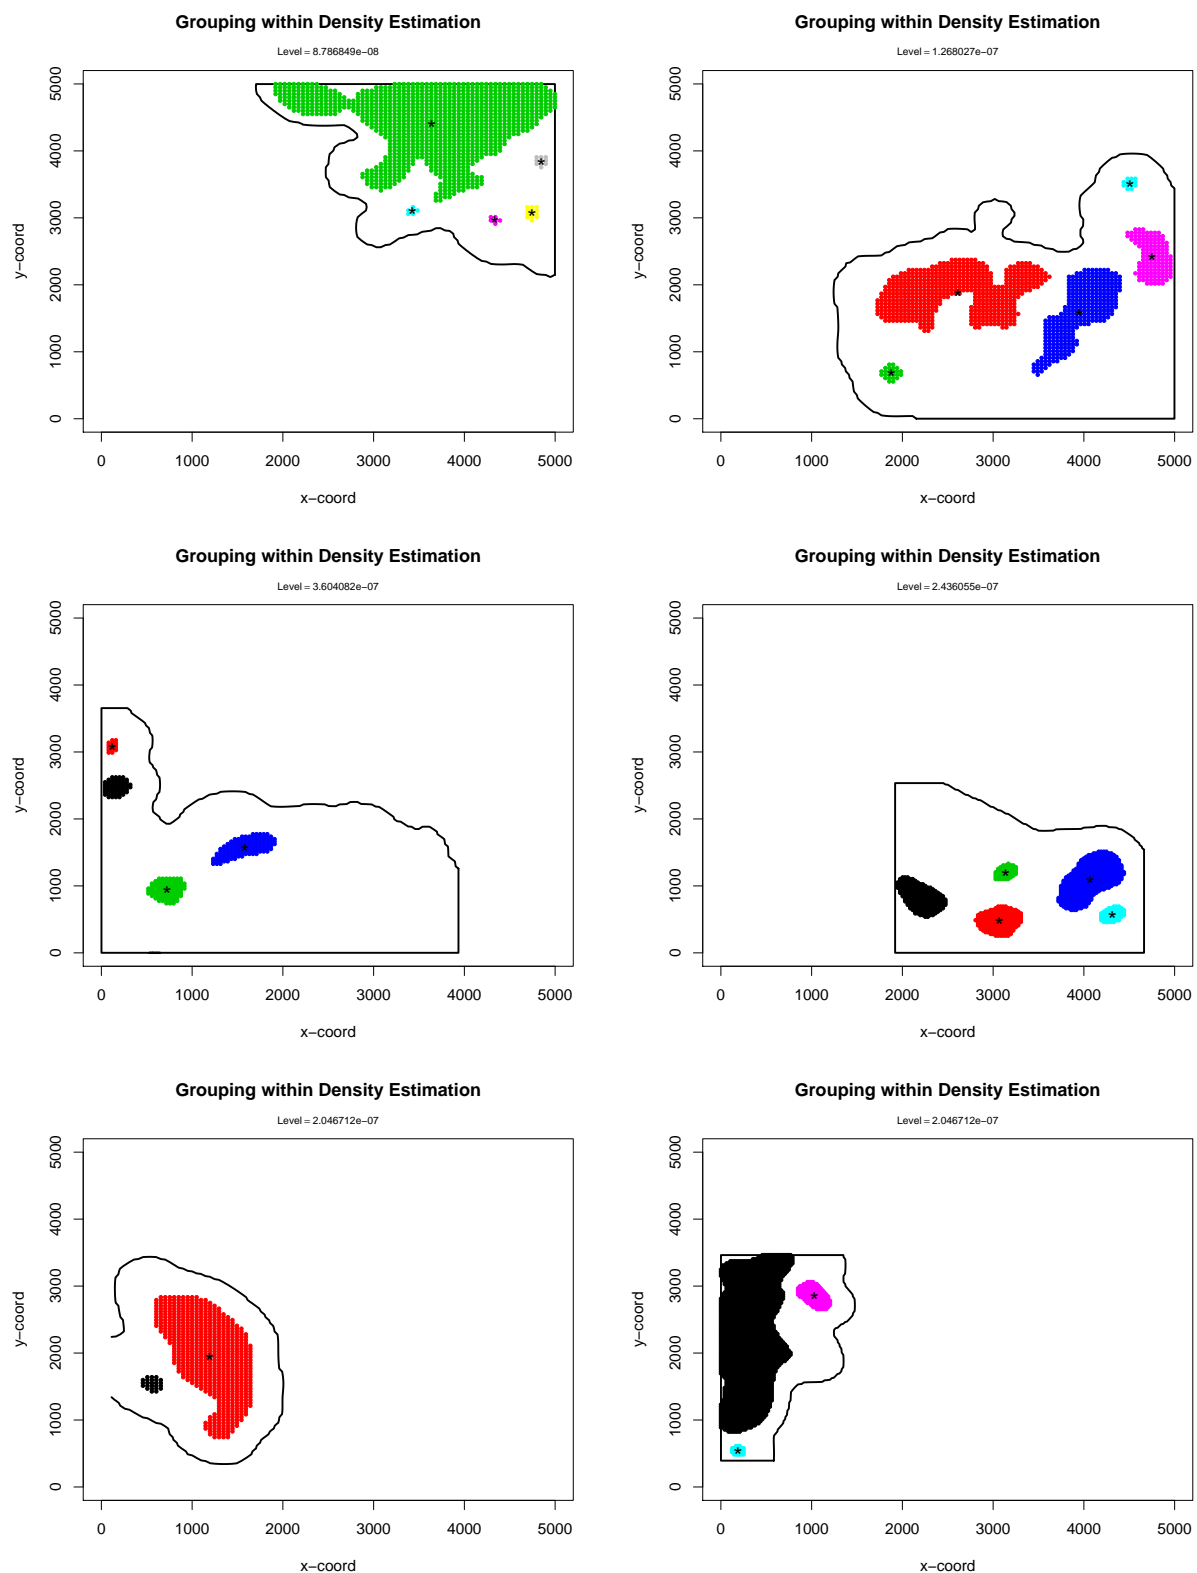 Grouping within Density Estimation
Level = 8.786849e−08
5000
4000
3000
2000
1000
0
y−coord
0 1000 2000 3000 4000 5000
x−coord
Grouping within Density Estimation
Level = 1.268027e−07
5000
4000
3000
2000
1000
0
y−coord
0 1000 2000 3000 4000 5000
x−coord
Grouping within Density Estimation
Level = 3.604082e−07
5000
4000
3000
2000
1000
0
y−coord
0 1000 2000 3000 4000 5000
x−coord
Grouping within Density Estimation
Level = 2.436055e−07
5000
4000
3000
2000
1000
0
y−coord
0 1000 2000 3000 4000 5000
x−coord
Grouping within Density Estimation
Level = 2.046712e−07
5000
4000
3000
2000
1000
0
y−coord
0 1000 2000 3000 4000 5000
x−coord
Grouping within Density Estimation
Level = 2.046712e−07
5000
4000
3000
2000
1000
0
y−coord
0 1000 2000 3000 4000 5000
x−coord